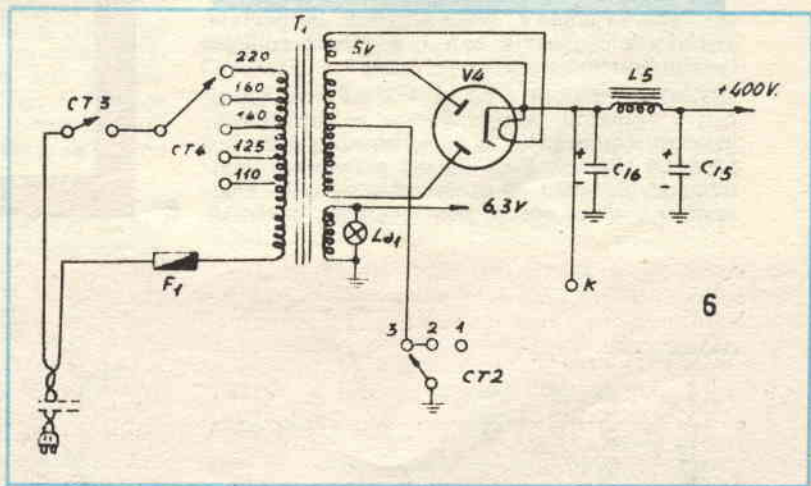 T1
5V
V4
L5
+400V.
CT3
220
160
140
125
110
CT4
C16
C15
+
-
+
-
6,3V
La1
F1
K
6
3 2 1
CT2